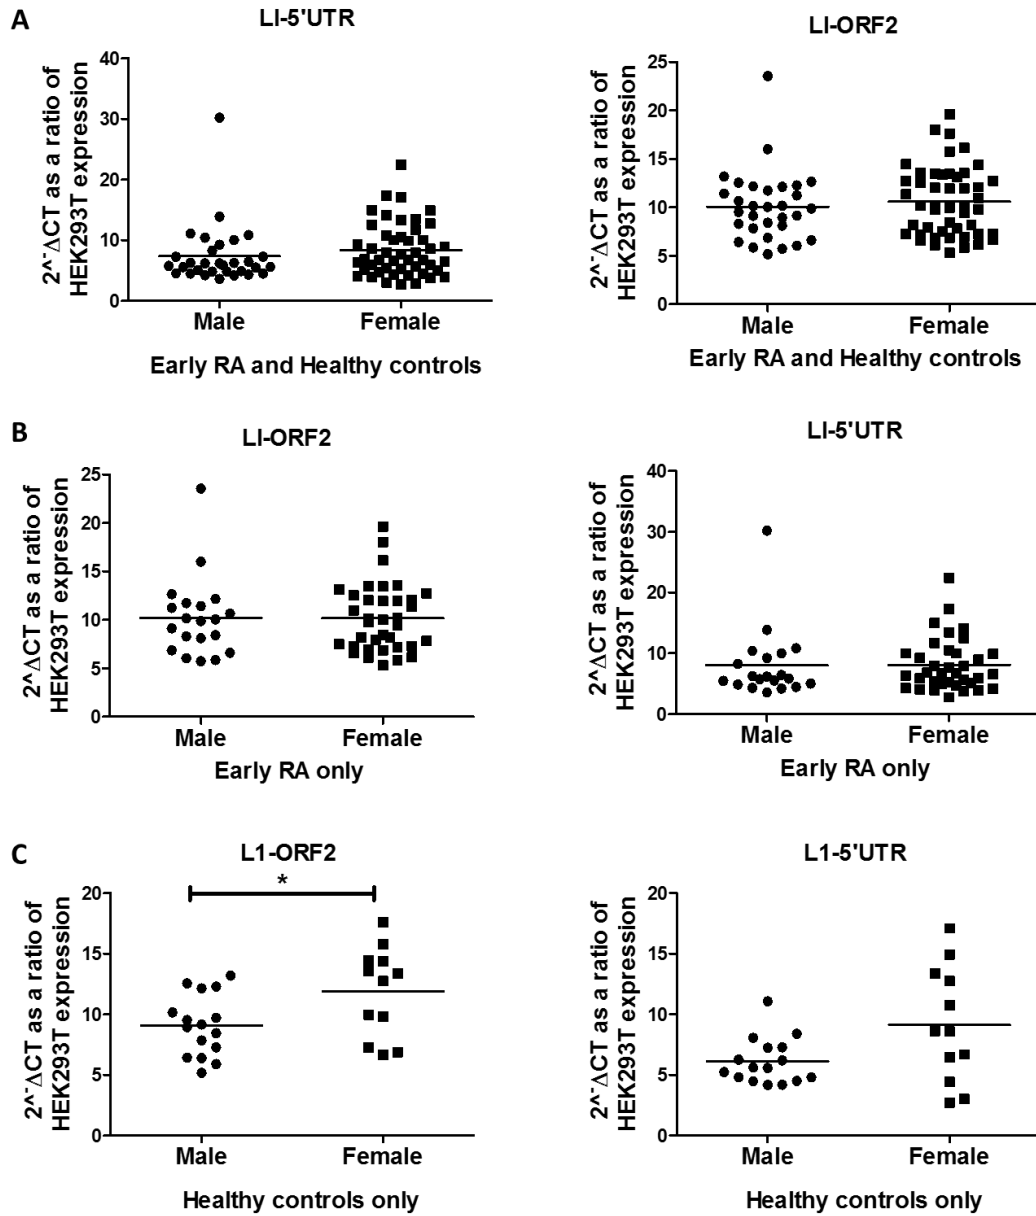 A
LI-5'UTR
2^-ΔCT as a ratio of
HEK293T expression
40
30
20
10
0
Male Female
Early RA and Healthy controls
LI-ORF2
2^-ΔCT as a ratio of
HEK293T expression
25
20
15
10
5
0
Male Female
Early RA and Healthy controls
B
LI-ORF2
2^ΔCT as a ratio of
HEK293T expression
25
20
15
10
5
0
Male Female
Early RA only
LI-5'UTR
2^ΔCT as a ratio of
HEK293T expression
40
30
20
10
0
Male Female
Early RA only
C
L1-ORF2
*
2^-ΔCT as a ratio of
HEK293T expression
20
15
10
5
0
Male Female
Healthy controls only
L1-5'UTR
2^-ΔCT as a ratio of
HEK293T expression
20
15
10
5
0
Male Female
Healthy controls only